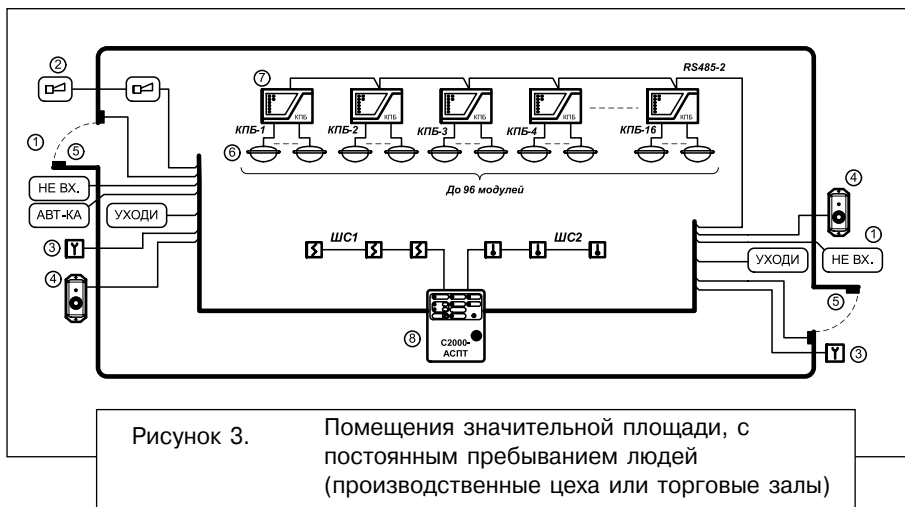 ②
⑦
RS485-2
КПБ КПБ КПБ КПБ КПБ
КПБ-1 КПБ-2 КПБ-3 КПБ-4 КПБ-16
①
⑤
⑥
До 96 модулей
НЕ ВХ.
АВТ-КА
УХОДИ
③
④
ШС1
ШС2
④
①
УХОДИ
НЕ ВХ.
⑤
③
⑧
С2000-
АСПТ
Рисунок 3.
Помещения значительной площади, с
постоянным пребыванием людей
(производственные цеха или торговые залы)